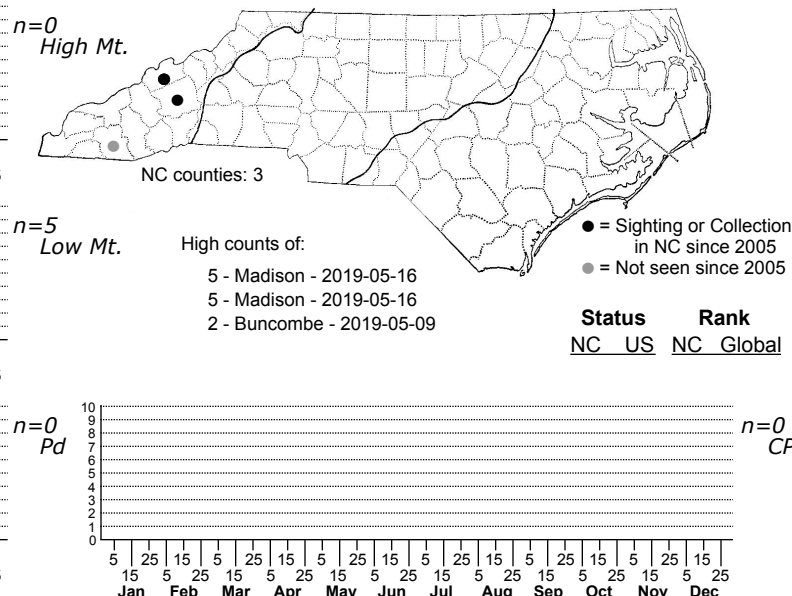 n=0
High Mt.
NC counties: 3
n=5
Low Mt.
High counts of:
5 - Madison - 2019-05-16
5 - Madison - 2019-05-16
2 - Buncombe - 2019-05-09
= Sighting or Collection
in NC since 2005
= Not seen since 2005
Status Rank
NC US NC Global
n=0
Pd
n=0
CP
10
9
8
7
6
5
4
3
2
1
0
5 25 15 5 25 15 5 25 15 5 25 15 5 25 15 5 25 15
15 5 25 15 5 25 15 5 25 15 5 25 15 5 25 15 5 25
Jan Feb Mar Apr May Jun Jul Aug Sep Oct Nov Dec